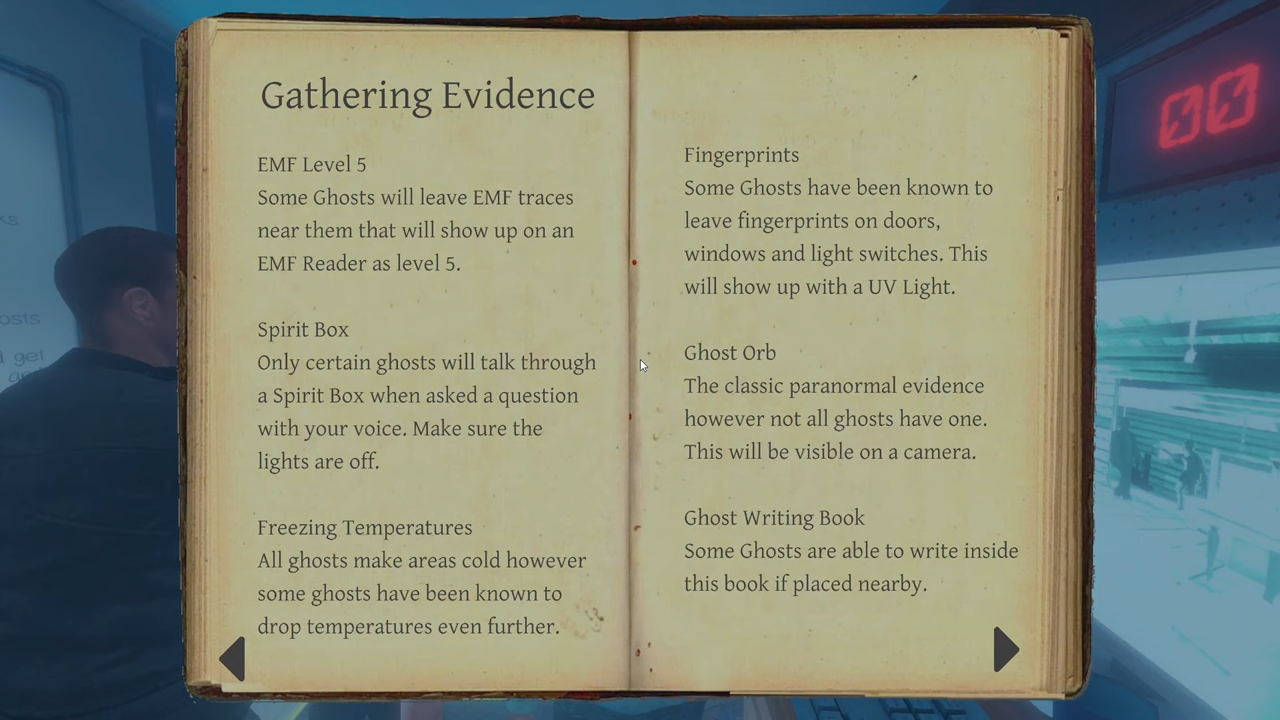 Gathering Evidence
EMF Level 5
Some Ghosts will leave EMF traces
near them that will show up on an
EMF Reader as level 5.
Spirit Box
Only certain ghosts will talk through
a Spirit Box when asked a question
with your voice. Make sure the
lights are off.
Freezing Temperatures
All ghosts make areas cold however
some ghosts have been known to
drop temperatures even further.
Fingerprints
Some Ghosts have been known to
leave fingerprints on doors,
windows and light switches. This
will show up with a UV Light.
Ghost Orb
The classic paranormal evidence
however not all ghosts have one.
This will be visible on a camera.
Ghost Writing Book
Some Ghosts are able to write inside
this book if placed nearby.
00
get